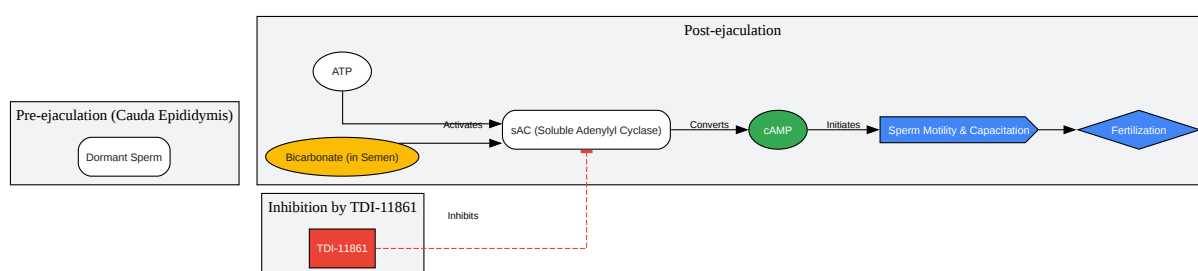 Post-ejaculation
ATP
Pre-ejaculation (Cauda Epididymis)
Activates
sAC (Soluble Adenylyl Cyclase)
Converts
cAMP
Initiates
Sperm Motility & Capacitation
Fertilization
Dormant Sperm
Bicarbonate (in Semen)
Inhibition by TDI-11861
Inhibits
TDI-11861